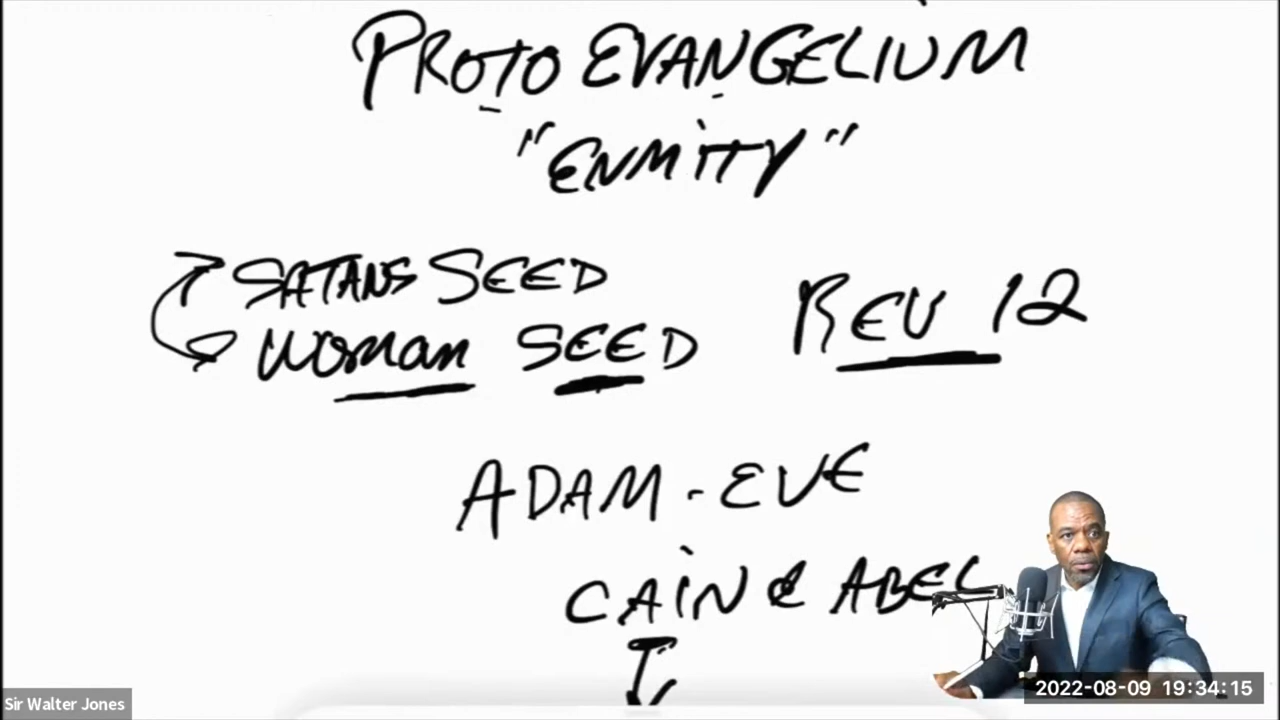 PROTO EVANGELIUM
"ENMITY"
SATANS SEED
WOMAN SEED
REV 12
ADAM - EVE
CAIN & ABEL
Sir Walter Jones
2022-08-09 19:34:15